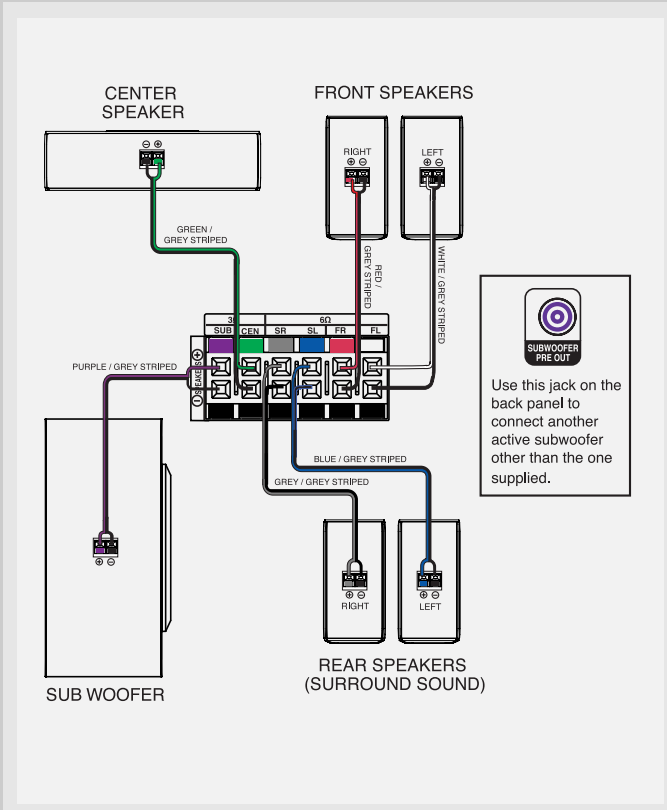 CENTER
SPEAKER
FRONT SPEAKERS
⊖ ⊕
RIGHT
⊕ ⊖
LEFT
⊕ ⊖
GREEN /
GREY STRIPED
RED /
GREY STRIPED
WHITE / GREY STRIPED
3Ω 6Ω
SUB CEN SR SL FR FL
⊕
SPEAKERS
⊖
PURPLE / GREY STRIPED
SUBWOOFER
PRE OUT
Use this jack on the
back panel to
connect another
active subwoofer
other than the one
supplied.
BLUE / GREY STRIPED
GREY / GREY STRIPED
⊕ ⊖
SUB WOOFER
⊕ ⊖
RIGHT
⊕ ⊖
LEFT
REAR SPEAKERS
(SURROUND SOUND)